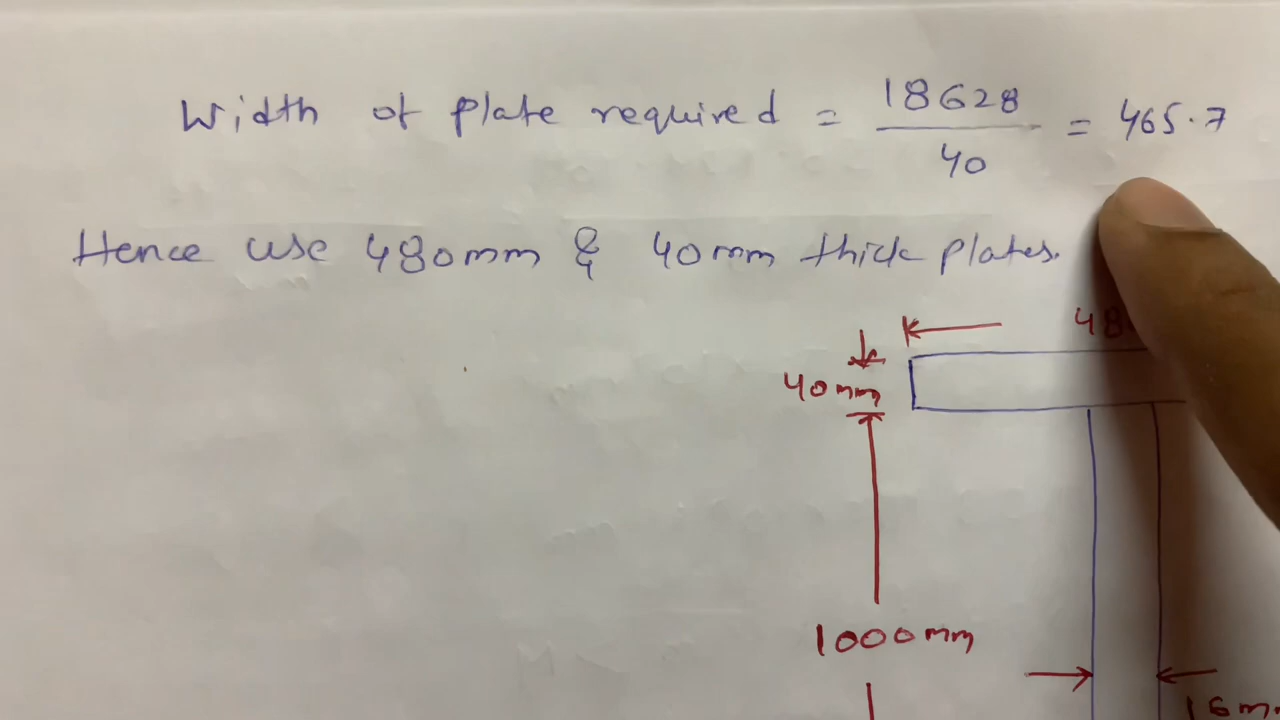 Width of plate required = 18628 / 40 = 465.7
Hence use 480mm & 40mm thick plates.
40mm
1000mm